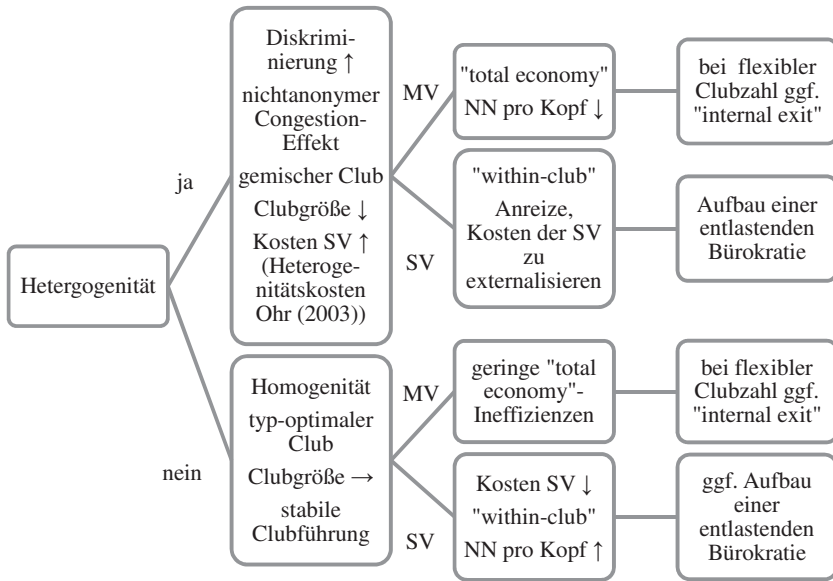 Hetergogenität
ja
nein
Diskrimi-
nierung ↑
nichtanonymer
Congestion-
Effekt
gemischer Club
Clubgröße ↓
Kosten SV ↑
(Heteroge-
nitätskosten
Ohr (2003))
MV
SV
"total economy"
NN pro Kopf ↓
bei flexibler
Clubzahl ggf.
"internal exit"
"within-club"
Anreize,
Kosten der SV
zu
externalisieren
Aufbau einer
entlastenden
Bürokratie
Homogenität
typ-optimaler
Club
Clubgröße →
stabile
Clubführung
MV
SV
geringe "total
economy"-
Ineffizienzen
bei flexibler
Clubzahl ggf.
"internal exit"
Kosten SV ↓
"within-club"
NN pro Kopf ↑
ggf. Aufbau
einer
entlastenden
Bürokratie